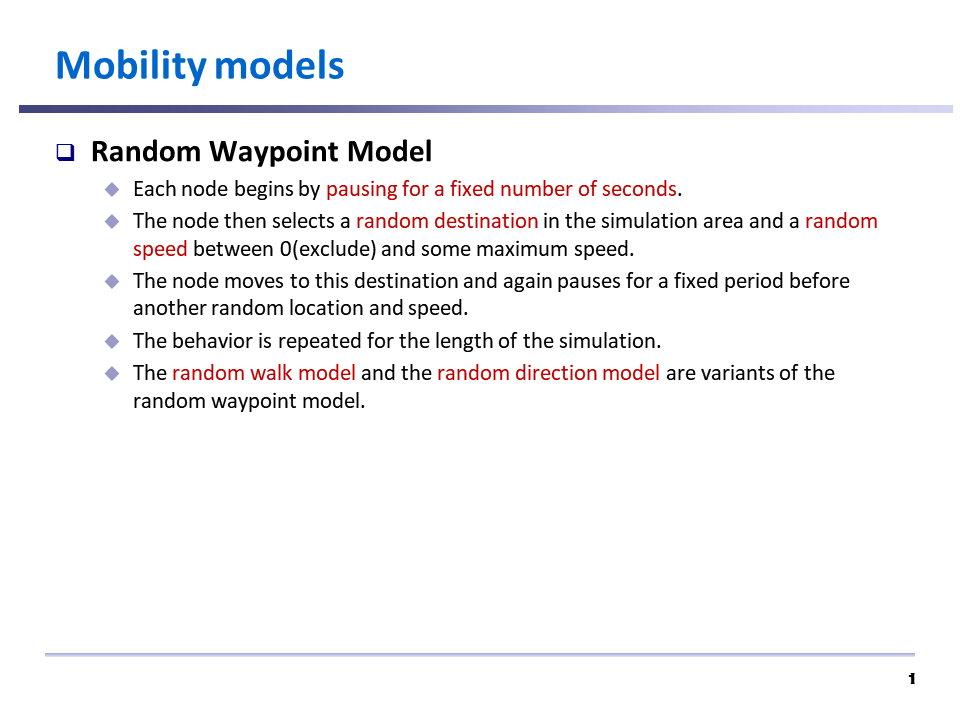 Mobility models
Random Waypoint Model
Each node begins by pausing for a fixed number of seconds.
The node then selects a random destination in the simulation area and a random
speed between 0(exclude) and some maximum speed.
The node moves to this destination and again pauses for a fixed period before
another random location and speed.
The behavior is repeated for the length of the simulation.
The random walk model and the random direction model are variants of the
random waypoint model.
1